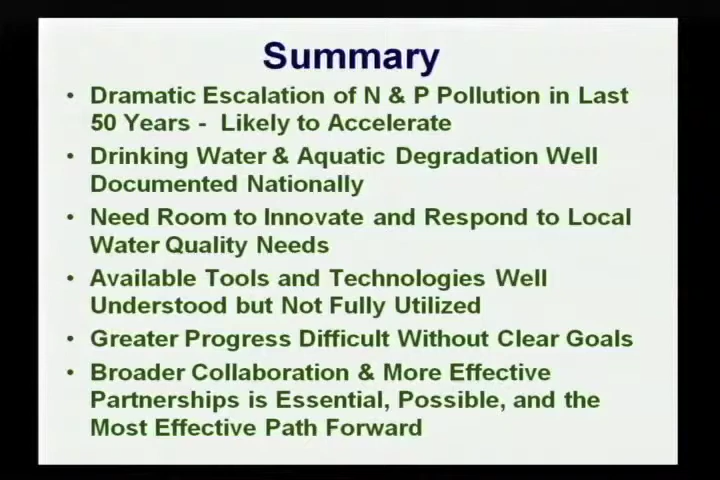 Summary
• Dramatic Escalation of N & P Pollution in Last
50 Years - Likely to Accelerate
• Drinking Water & Aquatic Degradation Well
Documented Nationally
• Need Room to Innovate and Respond to Local
Water Quality Needs
• Available Tools and Technologies Well
Understood but Not Fully Utilized
• Greater Progress Difficult Without Clear Goals
• Broader Collaboration & More Effective
Partnerships is Essential, Possible, and the
Most Effective Path Forward